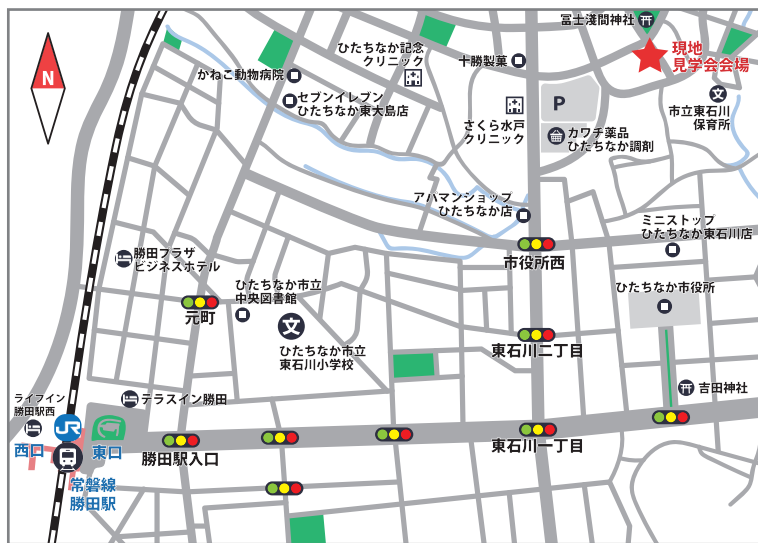 冨士淺間神社
現地
見学会会場
ひたちなか記念
クリニック
十勝製菓
かねこ動物病院
セブンイレブン
ひたちなか東大島店
P
さくら水戸
クリニック
カワチ薬品
ひたちなか調剤
文
市立東石川
保育所
N
アパマンショップ
ひたちなか店
ミニストップ
ひたちなか東石川店
市役所西
勝田プラザ
ビジネスホテル
ひたちなか市立
中央図書館
ひたちなか市役所
元町
文
ひたちなか市立
東石川小学校
東石川二丁目
吉田神社
ライフイン
勝田駅西
テラスイン勝田
JR
西口
東口
勝田駅入口
東石川一丁目
常磐線
勝田駅